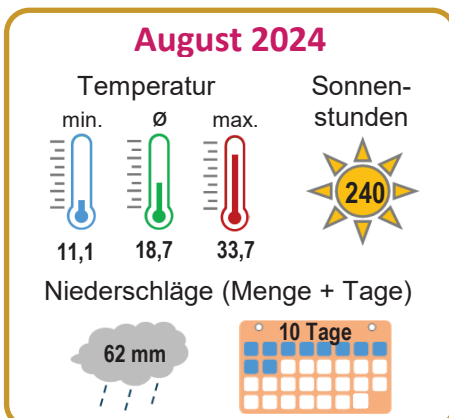 August 2024
Temperatur
Sonnen-
stunden
min. ø max.
240
11,1 18,7 33,7
Niederschläge (Menge + Tage)
62 mm
10 Tage